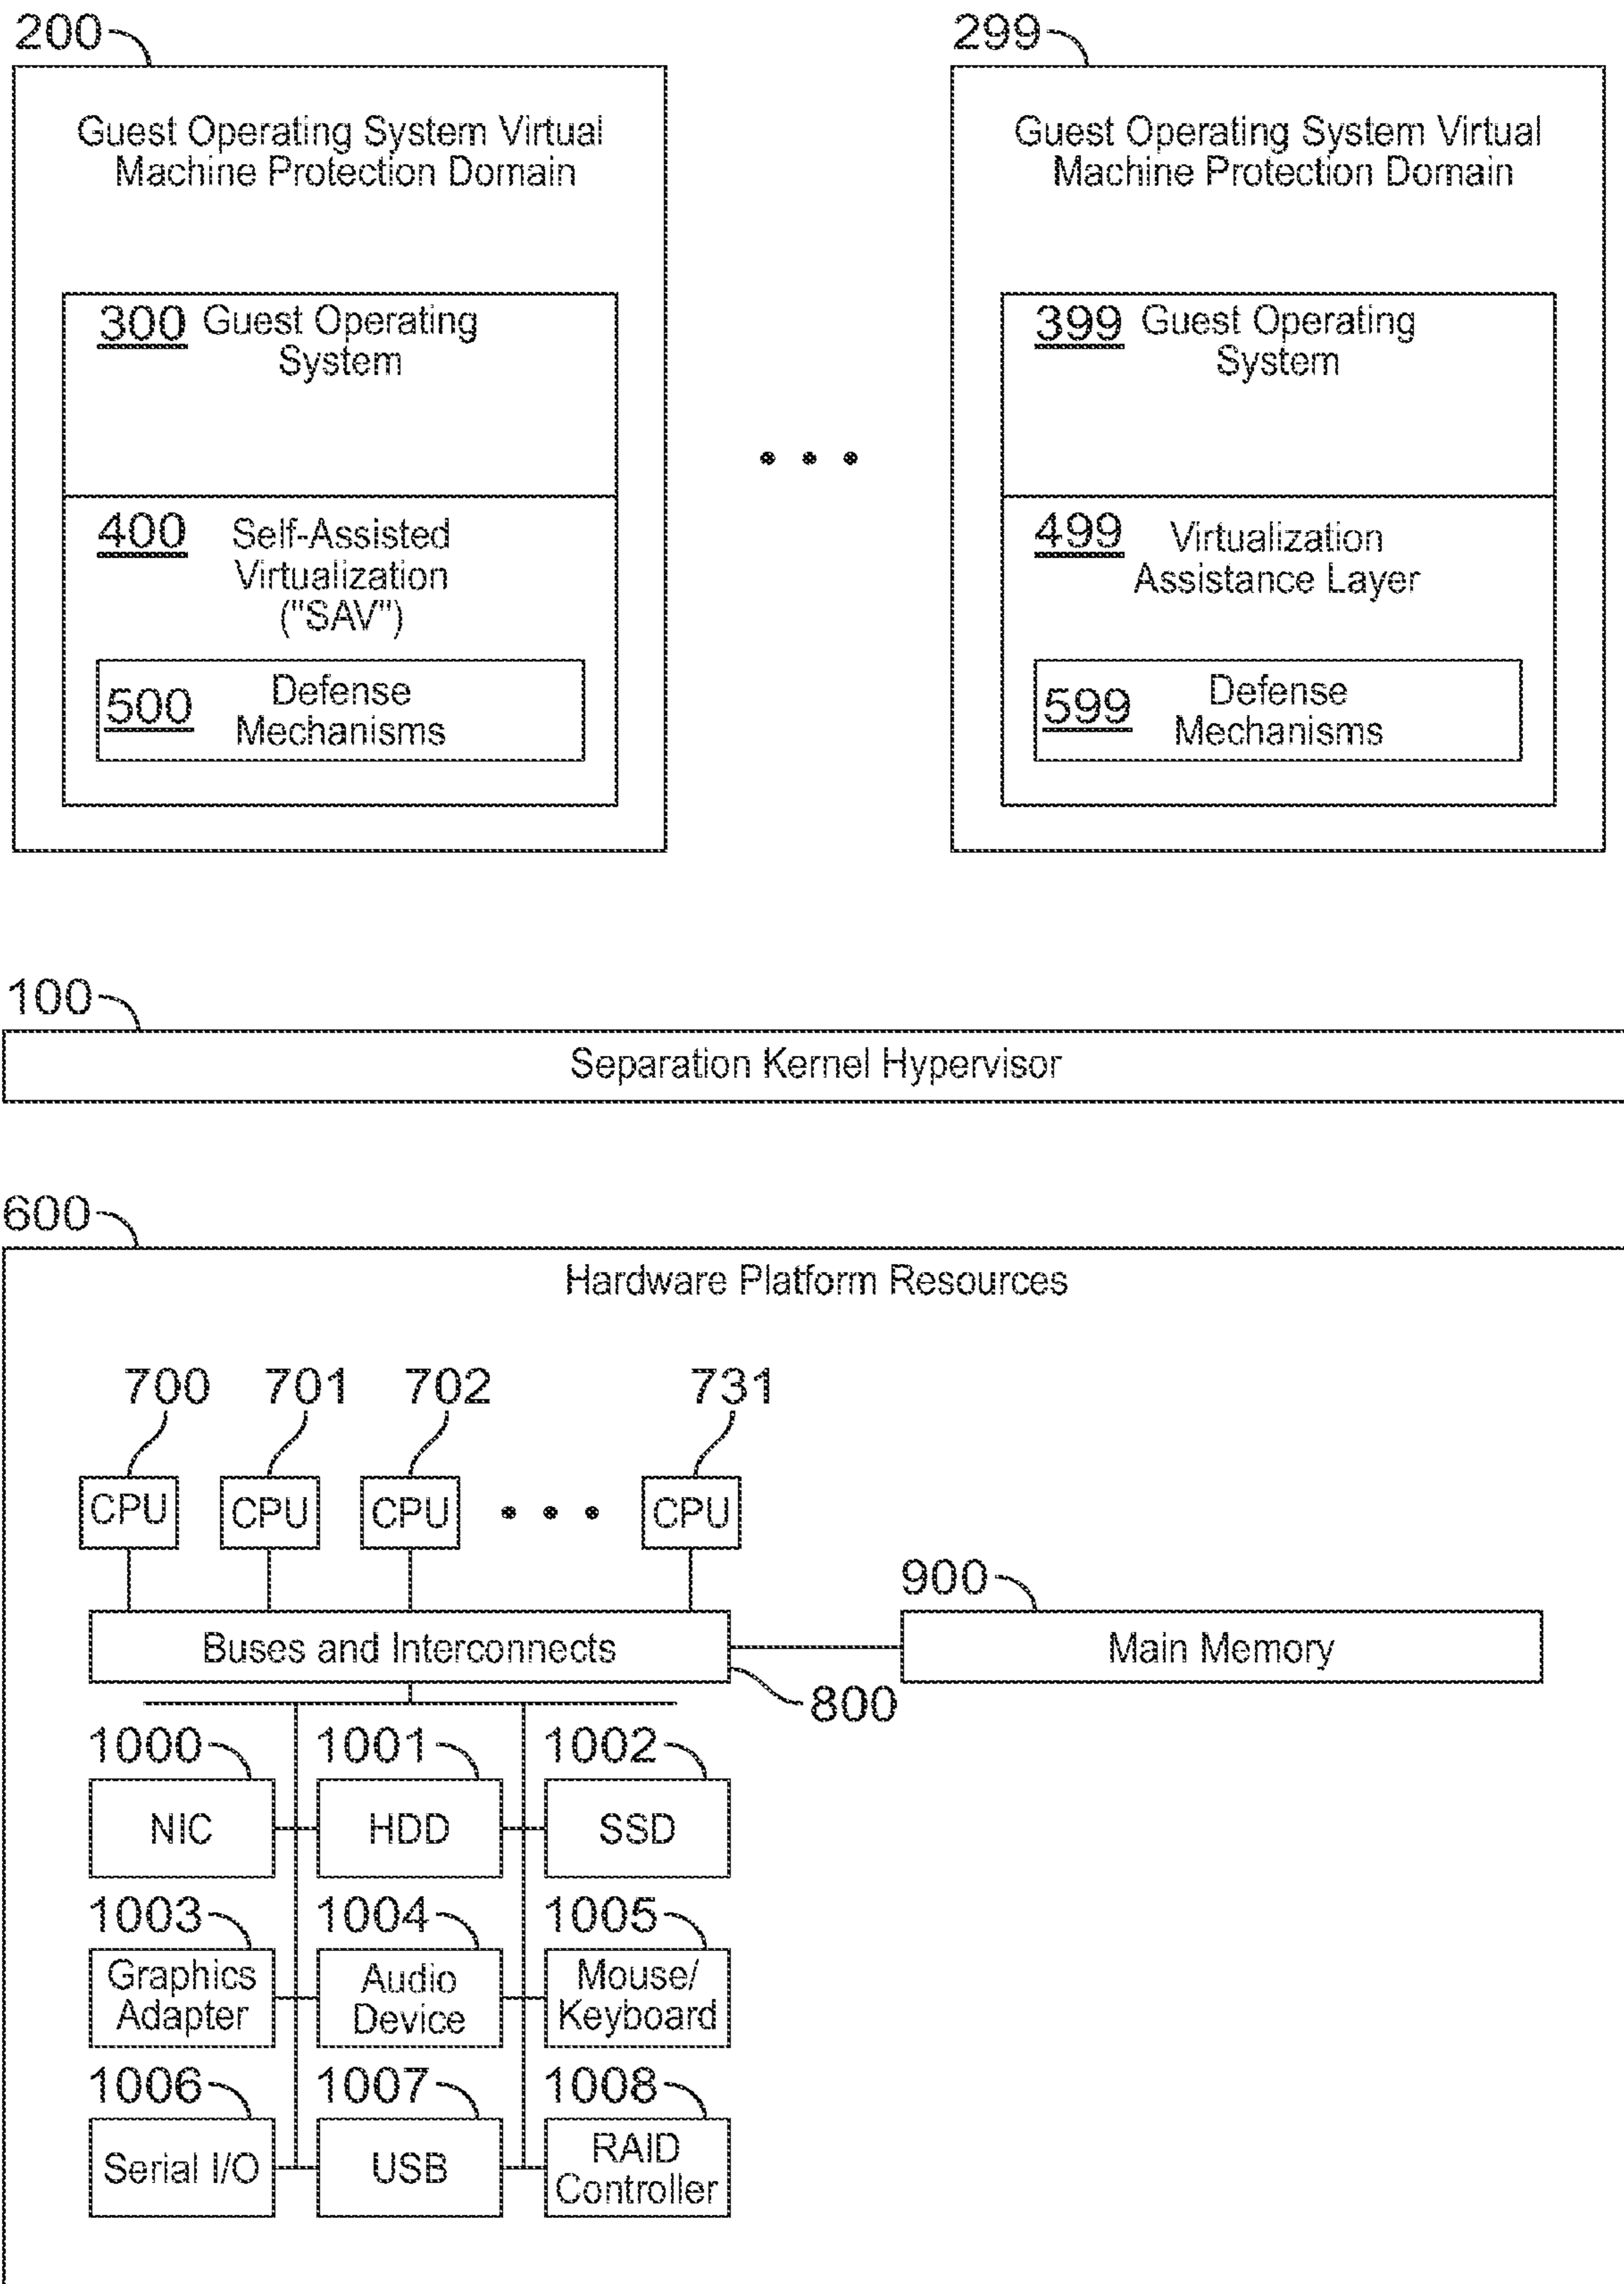 200
299
Guest Operating System Virtual
Machine Protection Domain
Guest Operating System Virtual
Machine Protection Domain
300 Guest Operating
System
399 Guest Operating
System
400 Self-Assisted
Virtualization
("SAV")
499 Virtualization
Assistance Layer
500 Defense
Mechanisms
599 Defense
Mechanisms
100
Separation Kernel Hypervisor
600
Hardware Platform Resources
700 701 702 731
CPU CPU CPU CPU
900
Buses and Interconnects
Main Memory
800
1000 1001 1002
NIC HDD SSD
1003 1004 1005
Graphics
Adapter
Audio
Device
Mouse/
Keyboard
1006 1007 1008
Serial I/O
USB
RAID
Controller